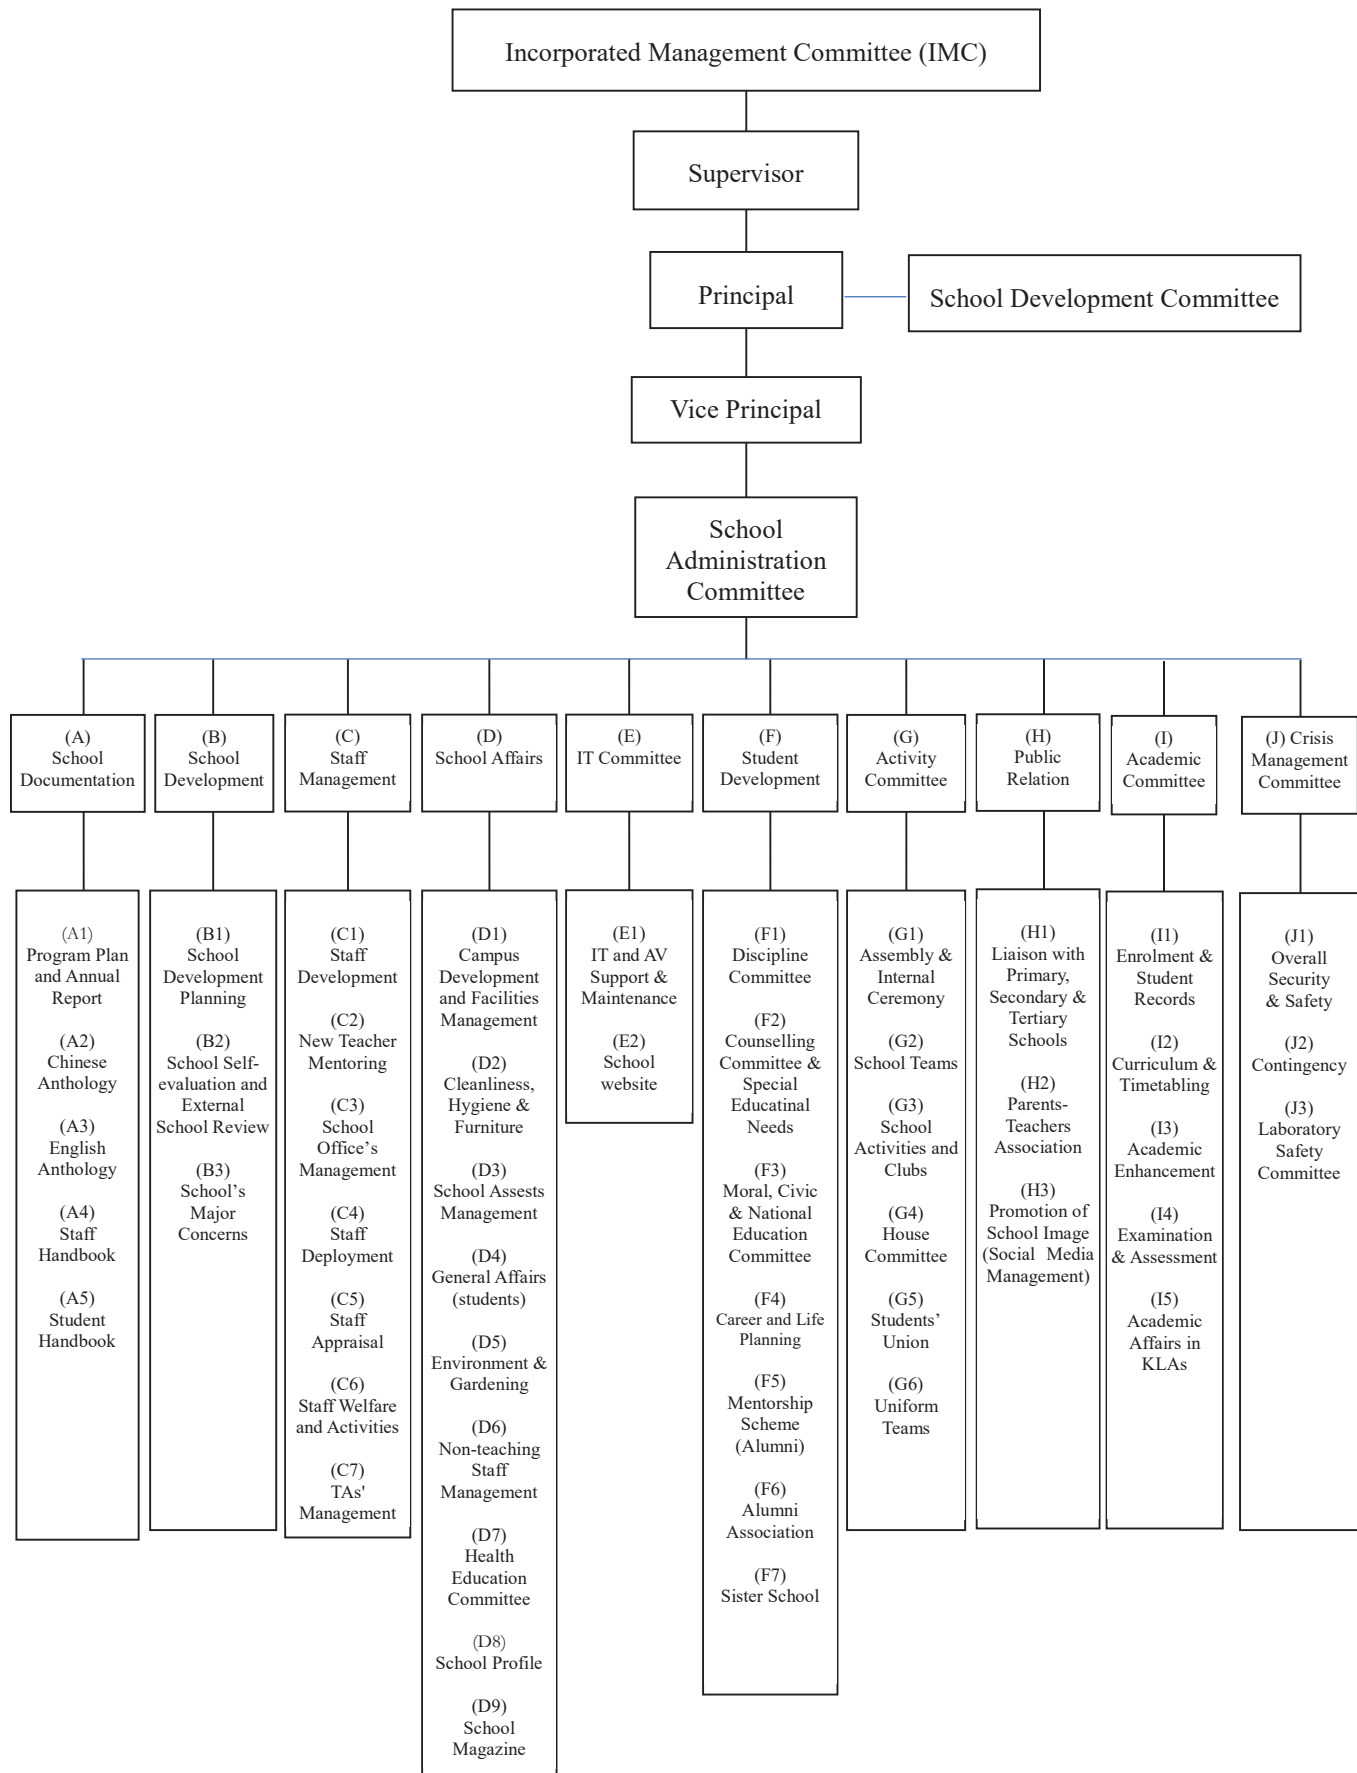 Incorporated Management Committee (IMC)
Supervisor
Principal
School Development Committee
Vice Principal
School
Administration
Committee
(A)
School
Documentation
(B)
School
Development
(C)
Staff
Management
(D)
School Affairs
(E)
IT Committee
(F)
Student
Development
(G)
Activity
Committee
(H)
Public
Relation
(I)
Academic
Committee
(J) Crisis
Management
Committee
(A1)
Program Plan
and Annual
Report
(A2)
Chinese
Anthology
(A3)
English
Anthology
(A4)
Staff
Handbook
(A5)
Student
Handbook
(B1)
School
Development
Planning
(B2)
School Self-
evaluation and
External
School Review
(B3)
School’s
Major
Concerns
(C1)
Staff
Development
(C2)
New Teacher
Mentoring
(C3)
School
Office’s
Management
(C4)
Staff
Deployment
(C5)
Staff
Appraisal
(C6)
Staff Welfare
and Activities
(C7)
TAs'
Management
(D1)
Campus
Development
and Facilities
Management
(D2)
Cleanliness,
Hygiene &
Furniture
(D3)
School Assests
Management
(D4)
General Affairs
(students)
(D5)
Environment &
Gardening
(D6)
Non-teaching
Staff
Management
(D7)
Health
Education
Committee
(D8)
School Profile
(D9)
School
Magazine
(E1)
IT and AV
Support &
Maintenance
(E2)
School
website
(F1)
Discipline
Committee
(F2)
Counselling
Committee &
Special
Educatinal
Needs
(F3)
Moral, Civic
& National
Education
Committee
(F4)
Career and Life
Planning
(F5)
Mentorship
Scheme
(Alumni)
(F6)
Alumni
Association
(F7)
Sister School
(G1)
Assembly &
Internal
Ceremony
(G2)
School Teams
(G3)
School
Activities and
Clubs
(G4)
House
Committee
(G5)
Students’
Union
(G6)
Uniform
Teams
(H1)
Liaison with
Primary,
Secondary &
Tertiary
Schools
(H2)
Parents-
Teachers
Association
(H3)
Promotion of
School Image
(Social Media
Management)
(I1)
Enrolment &
Student
Records
(I2)
Curriculum &
Timetabling
(I3)
Academic
Enhancement
(I4)
Examination
& Assessment
(I5)
Academic
Affairs in
KLAs
(J1)
Overall
Security
& Safety
(J2)
Contingency
(J3)
Laboratory
Safety
Committee